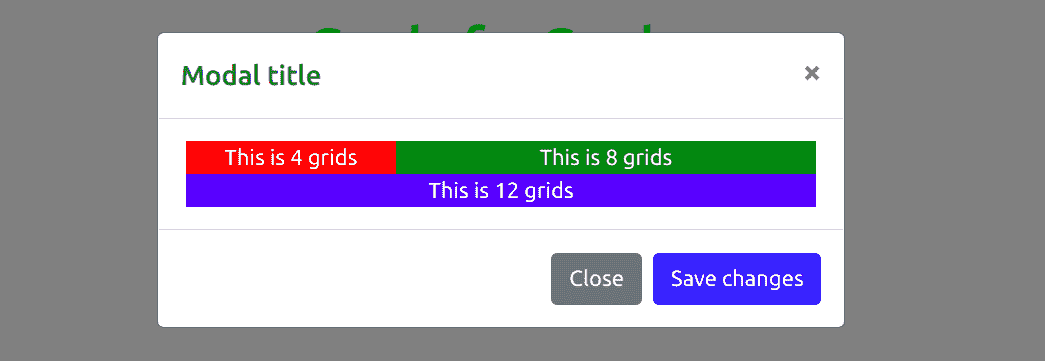 Modal title ×
This is 4 grids This is 8 grids
This is 12 grids
Close Save changes